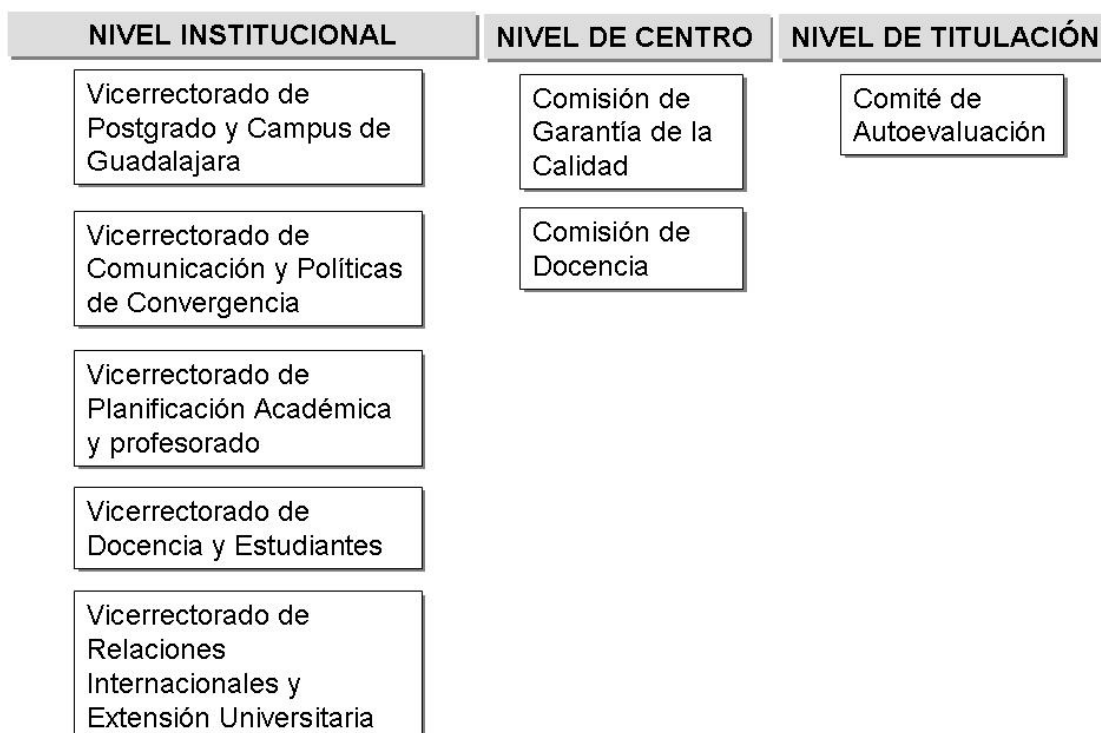 NIVEL INSTITUCIONAL
Vicerrectorado de
Postgrado y Campus de
Guadalajara
Vicerrectorado de
Comunicación y Políticas
de Convergencia
Vicerrectorado de
Planificación Académica
y profesorado
Vicerrectorado de
Docencia y Estudiantes
Vicerrectorado de
Relaciones
Internacionales y
Extensión Universitaria
NIVEL DE CENTRO
Comisión de
Garantía de la
Calidad
Comisión de
Docencia
NIVEL DE TITULACIÓN
Comité de
Autoevaluación